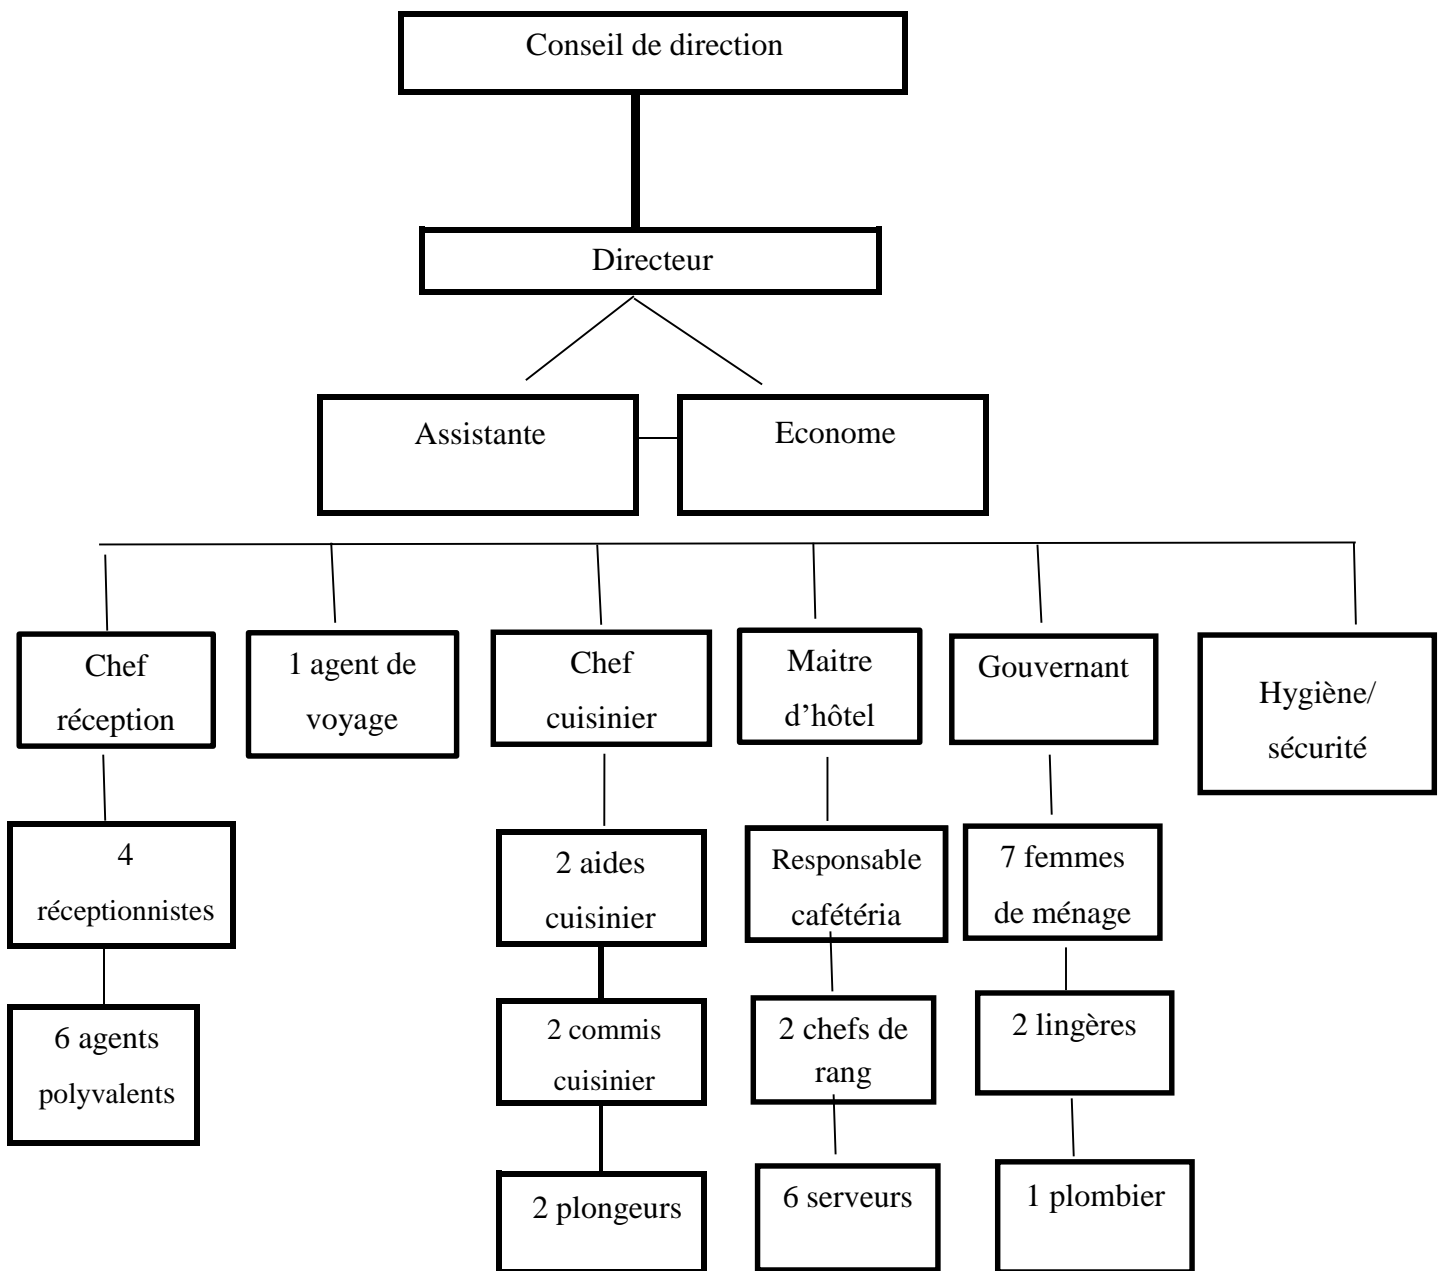 Conseil de direction
Directeur
Assistante
Econome
Chef
réception
1 agent de
voyage
Chef
cuisinier
Maitre
d’hôtel
Gouvernant
Hygiène/
sécurité
4
réceptionnistes
2 aides
cuisinier
Responsable
cafétéria
7 femmes
de ménage
6 agents
polyvalents
2 commis
cuisinier
2 chefs de
rang
2 lingères
2 plongeurs
6 serveurs
1 plombier